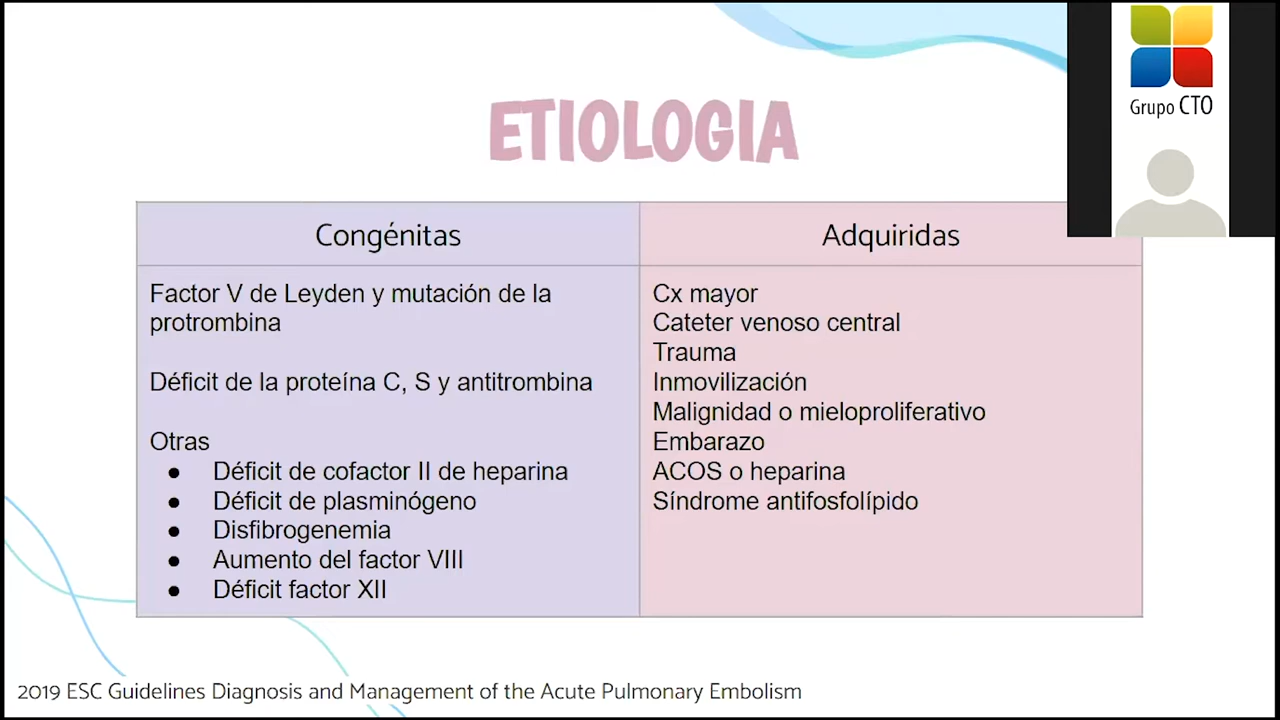 Grupo CTO
ETIOLOGIA
Congénitas
Factor V de Leyden y mutación de la
protrombina
Déficit de la proteína C, S y antitrombina
Otras
● Déficit de cofactor II de heparina
● Déficit de plasminógeno
● Disfibrogenemia
● Aumento del factor VIII
● Déficit factor XII
Adquiridas
Cx mayor
Cateter venoso central
Trauma
Inmovilización
Malignidad o mieloproliferativo
Embarazo
ACOS o heparina
Síndrome antifosfolípido
2019 ESC Guidelines Diagnosis and Management of the Acute Pulmonary Embolism